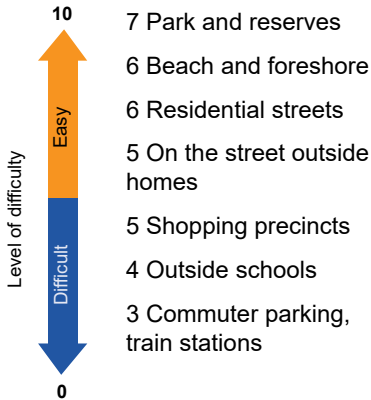 10
Level of difficulty
Easy
Difficult
0
7 Park and reserves
6 Beach and foreshore
6 Residential streets
5 On the street outside
homes
5 Shopping precincts
4 Outside schools
3 Commuter parking,
train stations